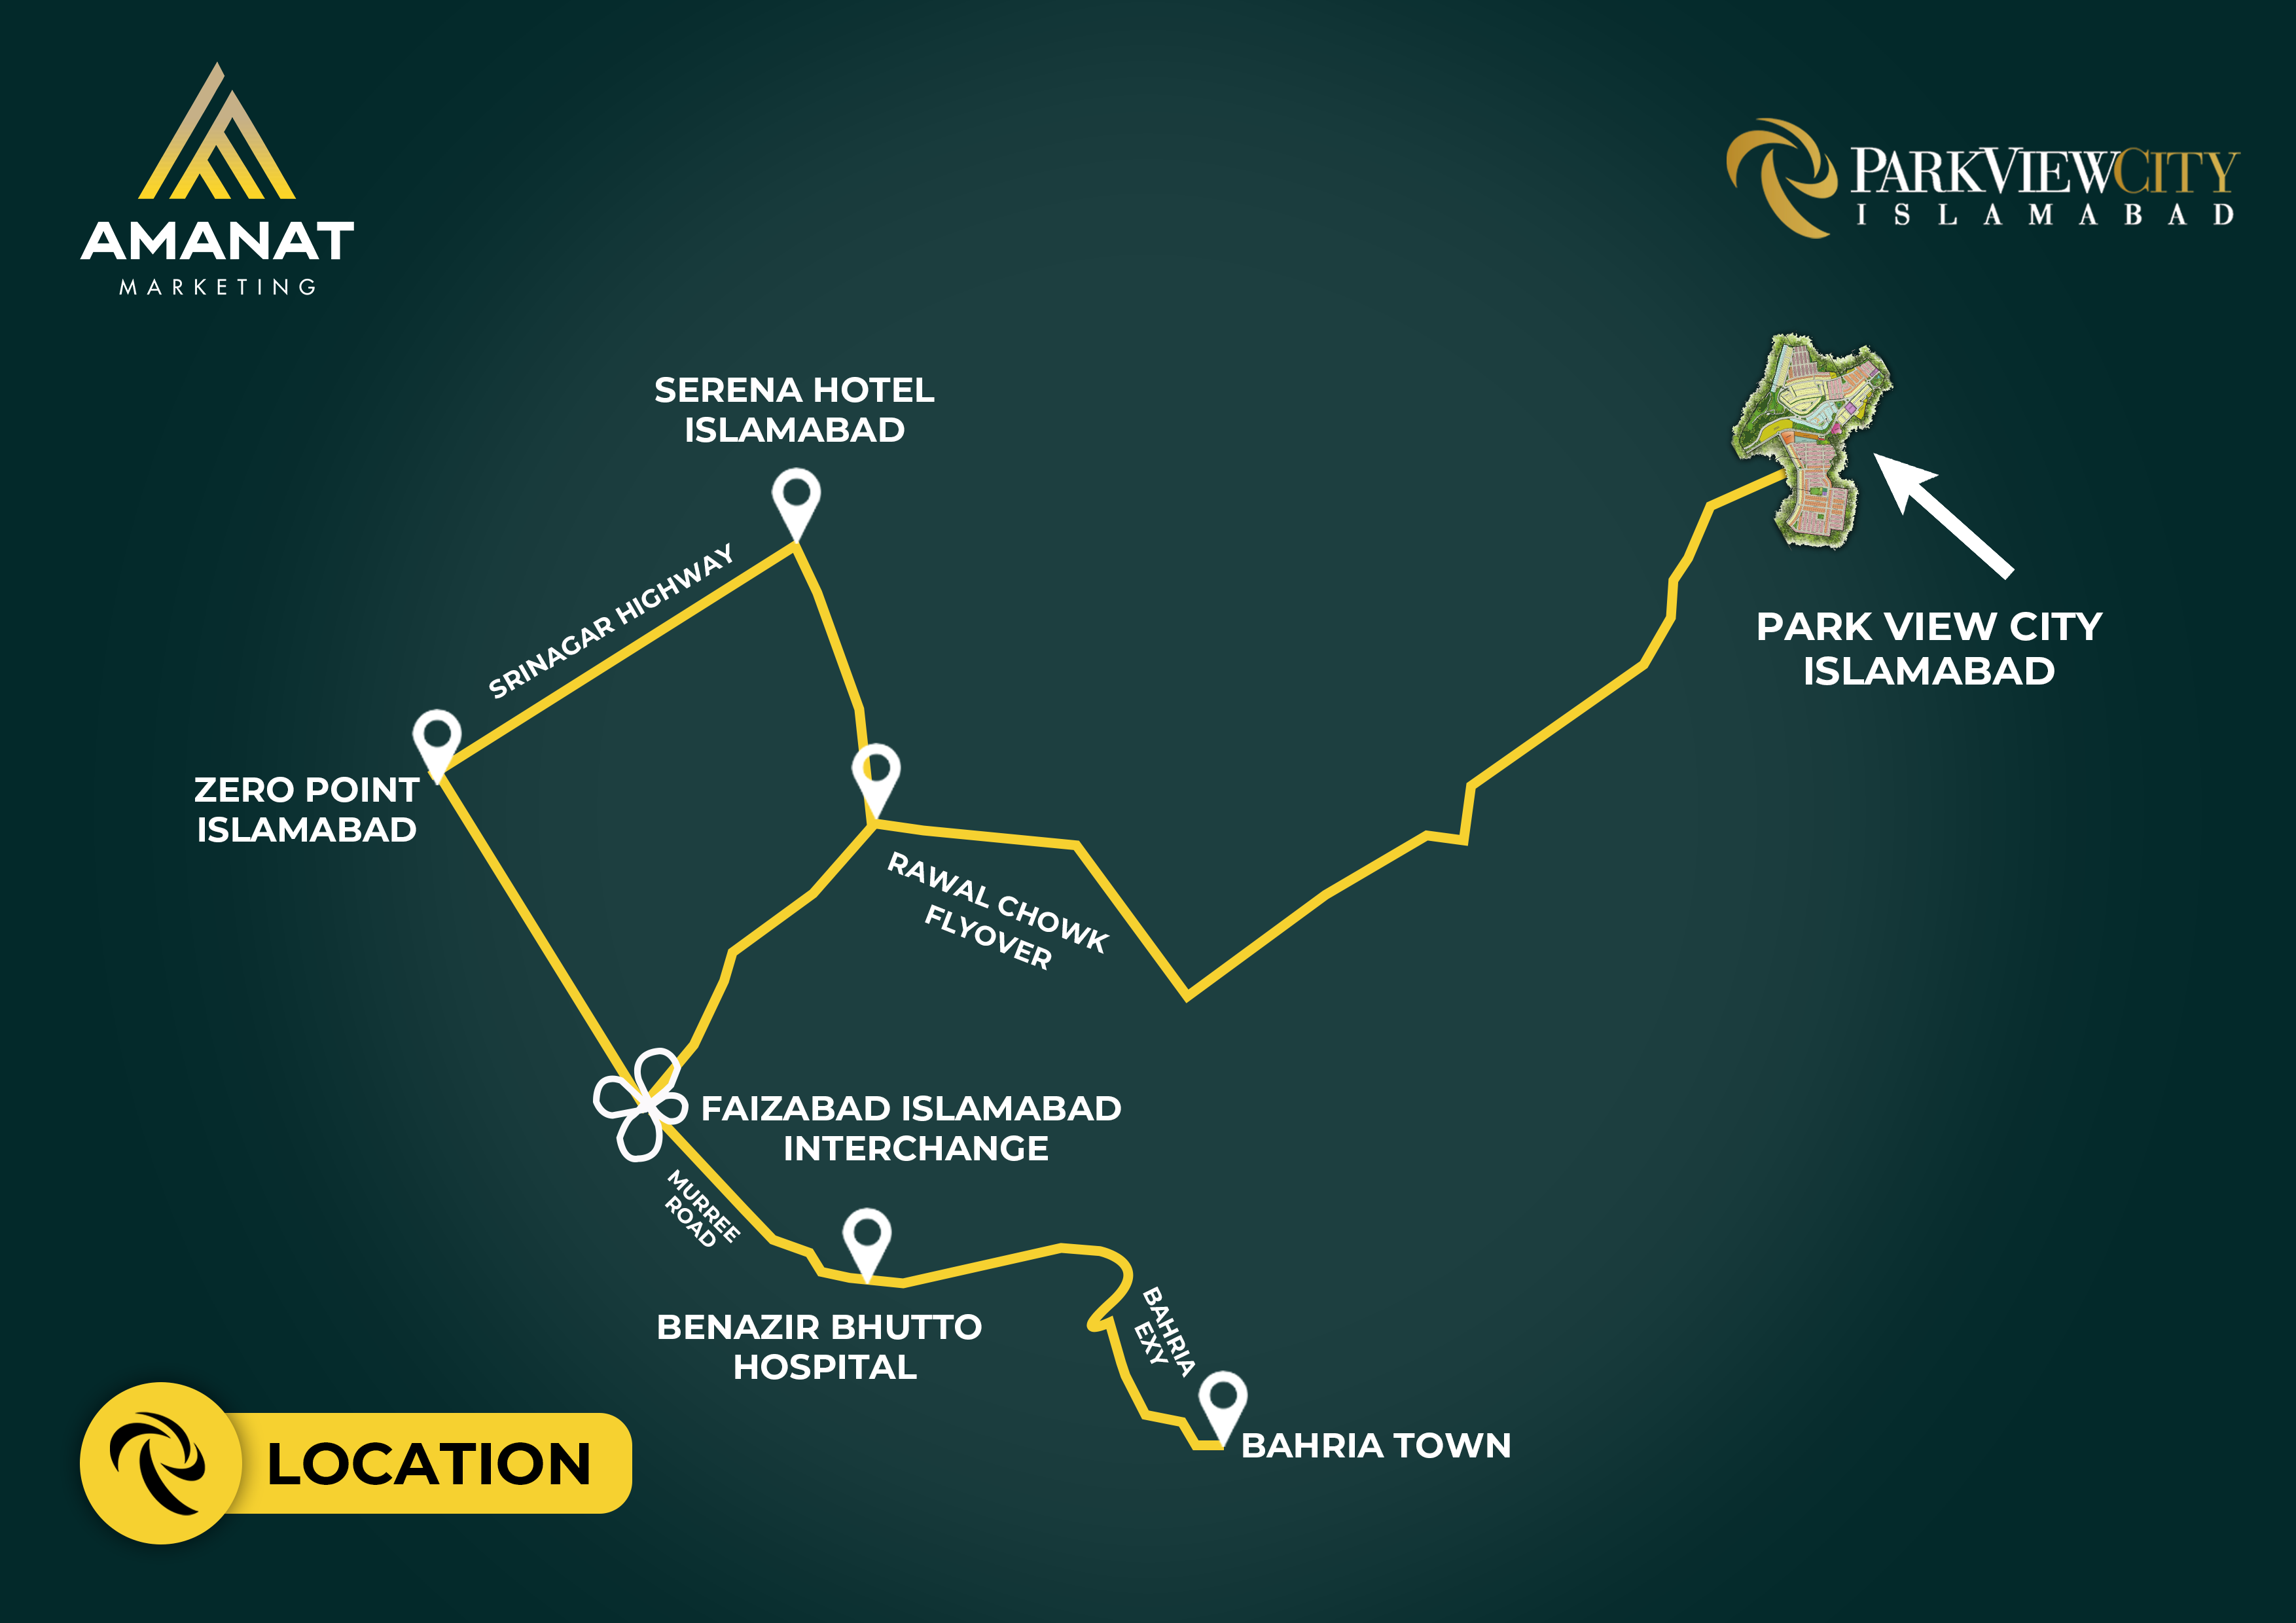 AMANAT
MARKETING
PARKVIEWCITY
ISLAMABAD
SERENA HOTEL
ISLAMABAD
SRINAGAR HIGHWAY
PARK VIEW CITY
ISLAMABAD
ZERO POINT
ISLAMABAD
RAWAL CHOWK
FLYOVER
FAIZABAD ISLAMABAD
INTERCHANGE
MURREE
ROAD
BENAZIR BHUTTO
HOSPITAL
BAHRIA
EXY
BAHRIA TOWN
LOCATION